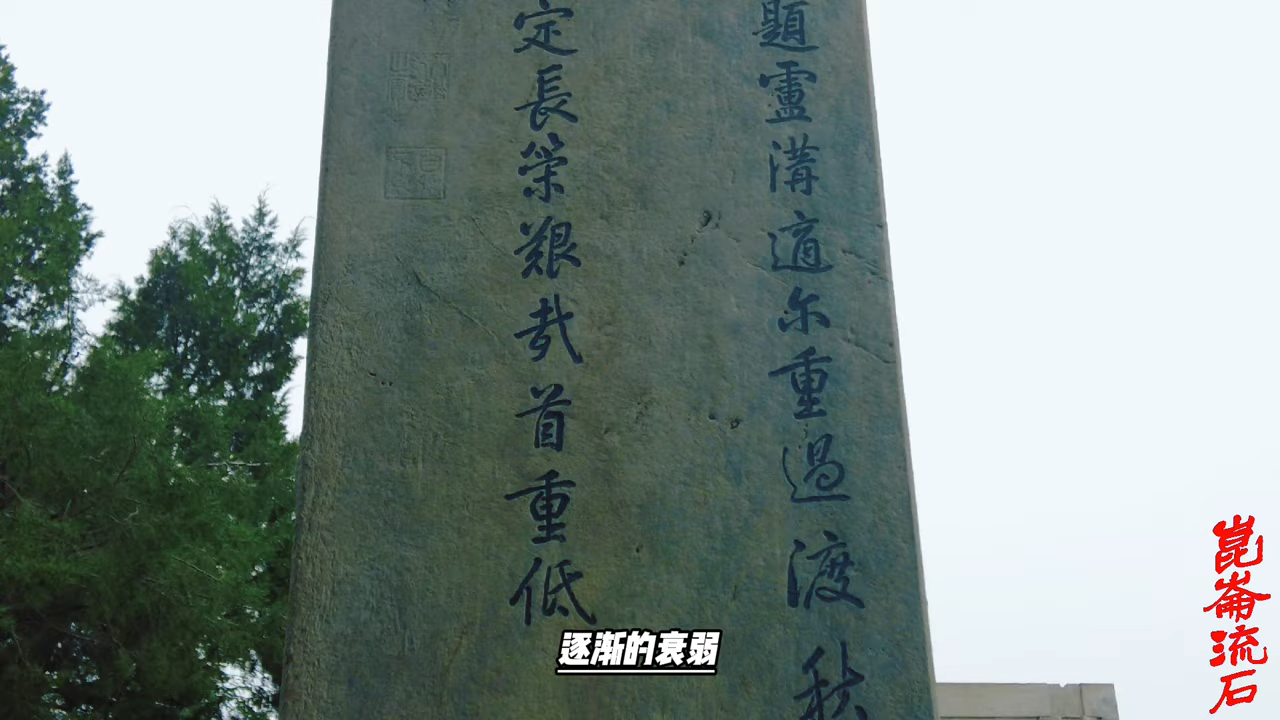 題盧溝適尔重過渡秋
定長榮艱哉首重低
逐渐的衰弱
崑崙流石